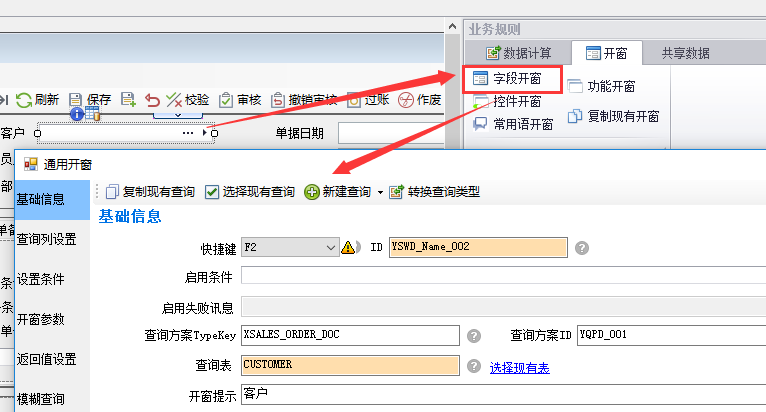 业务规则
数据计算 开窗 共享数据
字段开窗 功能开窗
控件开窗 复制现有开窗
常用语开窗
刷新 保存 校验 审核 撤销审核 过账 作废
客户 ... 单据日期
员
部
通用开窗
基础信息
查询列设置
设置条件
开窗参数
返回值设置
模糊查询
复制现有查询 选择现有查询 新建查询 转换查询类型
基础信息
快捷键 F2 ID YSWD_Name_002
启用条件
启用失败讯息
查询方案TypeKey XSALES_ORDER_DOC 查询方案ID YQPD_001
查询表 CUSTOMER 选择现有表
开窗提示 客户